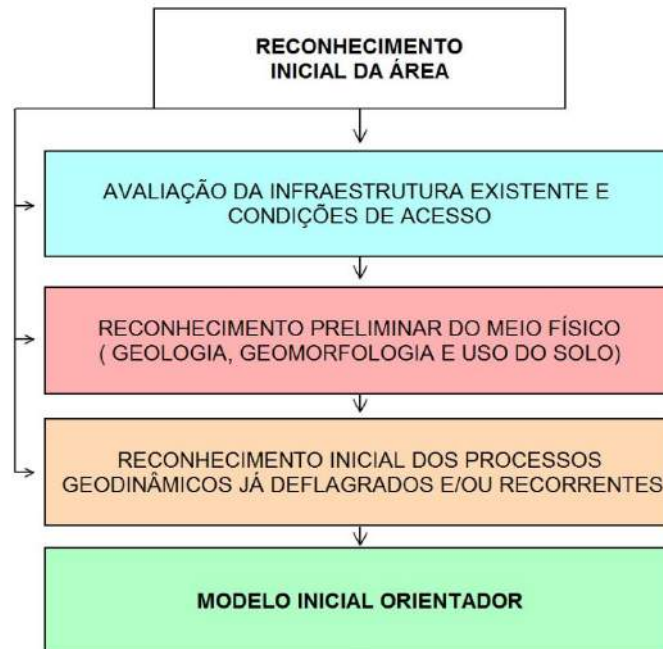 RECONHECIMENTO
INICIAL DA ÁREA
AVALIAÇÃO DA INFRAESTRUTURA EXISTENTE E
CONDIÇÕES DE ACESSO
RECONHECIMENTO PRELIMINAR DO MEIO FÍSICO
( GEOLOGIA, GEOMORFOLOGIA E USO DO SOLO)
RECONHECIMENTO INICIAL DOS PROCESSOS
GEODINÂMICOS JÁ DEFLAGRADOS E/OU RECORRENTES
MODELO INICIAL ORIENTADOR